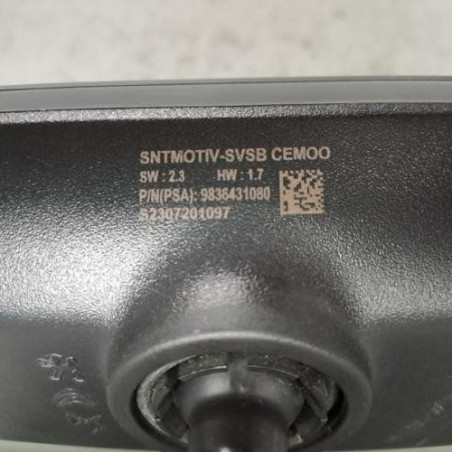 SNTMOTIV-SVSB CEMOO
SW : 2.3 HW : 1.7
P/N(PSA): 9836431080
S2307201097